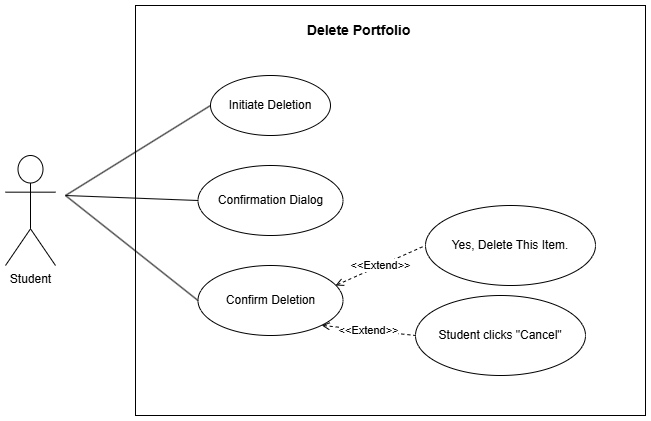 Delete Portfolio
Initiate Deletion
Confirmation Dialog
Yes, Delete This Item.
<<Extend>>
Student
Confirm Deletion
<<Extend>>
Student clicks "Cancel"